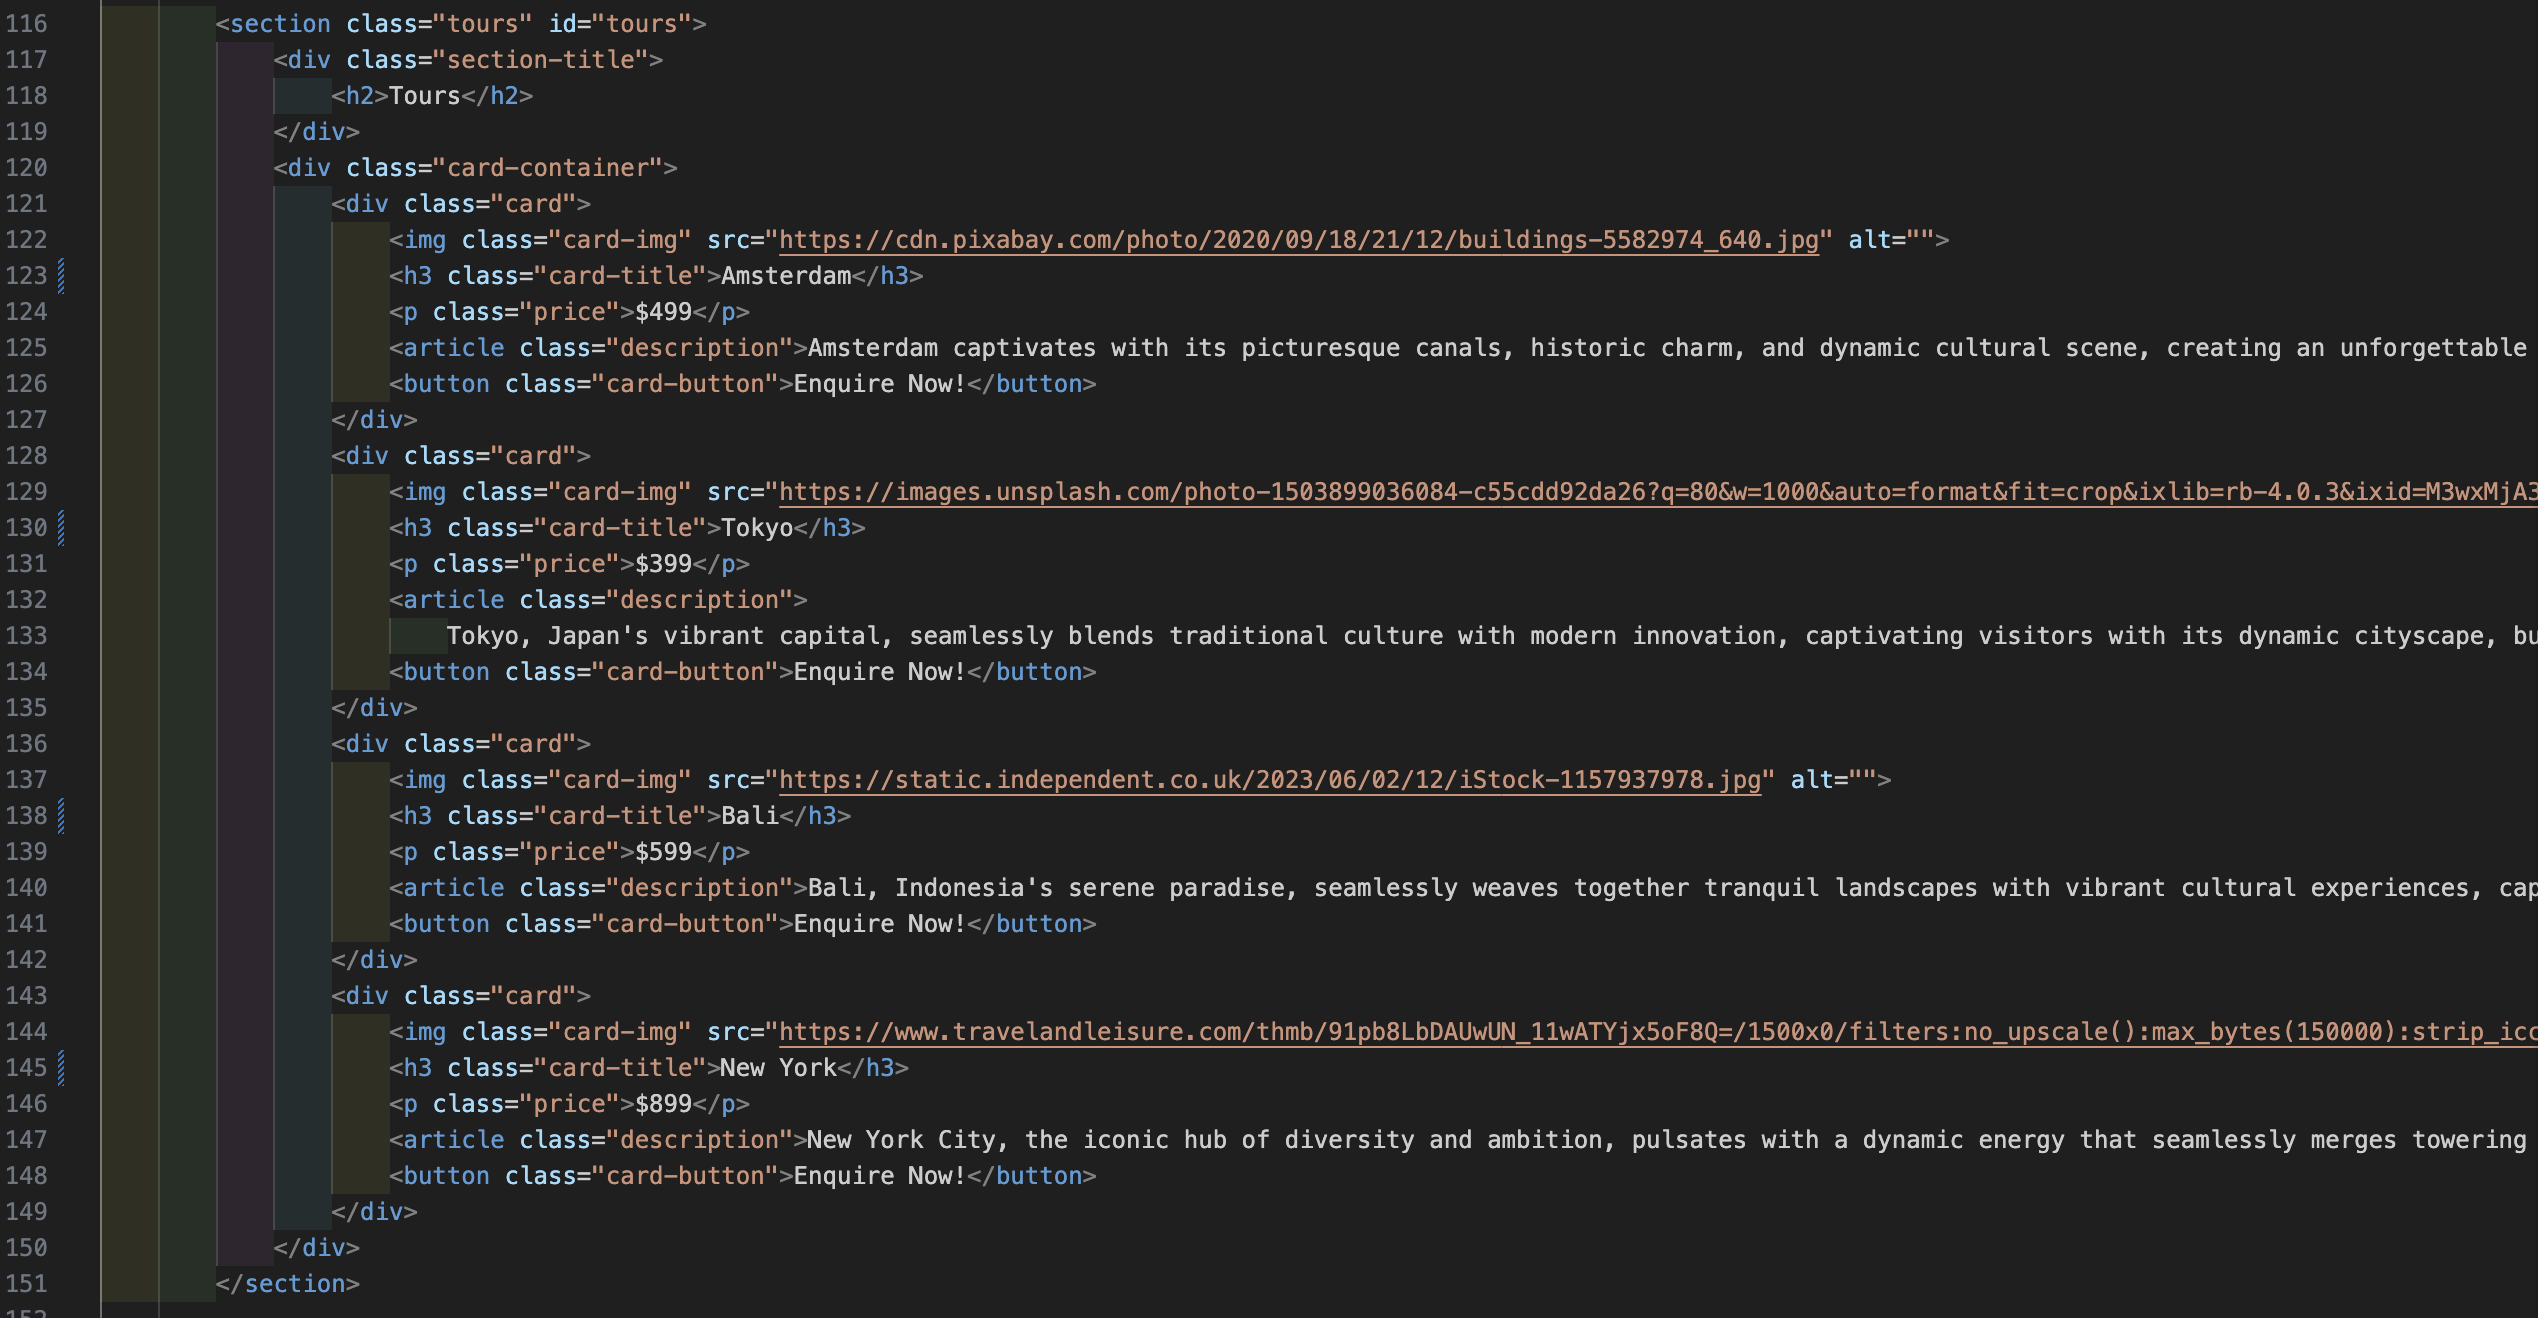 116 <section class="tours" id="tours">
117 <div class="section-title">
118 <h2>Tours</h2>
119 </div>
120 <div class="card-container">
121 <div class="card">
122 <img class="card-img" src="https://cdn.pixabay.com/photo/2020/09/18/21/12/buildings-5582974_640.jpg" alt="">
123 <h3 class="card-title">Amsterdam</h3>
124 <p class="price">$499</p>
125 <article class="description">Amsterdam captivates with its picturesque canals, historic charm, and dynamic cultural scene, creating an unforgettable
126 <button class="card-button">Enquire Now!</button>
127 </div>
128 <div class="card">
129 <img class="card-img" src="https://images.unsplash.com/photo-1503899036084-c55cdd92da26?q=80&w=1000&auto=format&fit=crop&ixlib=rb-4.0.3&ixid=M3wxMjA3
130 <h3 class="card-title">Tokyo</h3>
131 <p class="price">$399</p>
132 <article class="description">
133 Tokyo, Japan's vibrant capital, seamlessly blends traditional culture with modern innovation, captivating visitors with its dynamic cityscape, bu
134 <button class="card-button">Enquire Now!</button>
135 </div>
136 <div class="card">
137 <img class="card-img" src="https://static.independent.co.uk/2023/06/02/12/iStock-1157937978.jpg" alt="">
138 <h3 class="card-title">Bali</h3>
139 <p class="price">$599</p>
140 <article class="description">Bali, Indonesia's serene paradise, seamlessly weaves together tranquil landscapes with vibrant cultural experiences, cap
141 <button class="card-button">Enquire Now!</button>
142 </div>
143 <div class="card">
144 <img class="card-img" src="https://www.travelandleisure.com/thmb/91pb8LbDAUwUN_11wATYjx5oF8Q=/1500x0/filters:no_upscale():max_bytes(150000):strip_icc
145 <h3 class="card-title">New York</h3>
146 <p class="price">$899</p>
147 <article class="description">New York City, the iconic hub of diversity and ambition, pulsates with a dynamic energy that seamlessly merges towering
148 <button class="card-button">Enquire Now!</button>
149 </div>
150 </div>
151 </section>